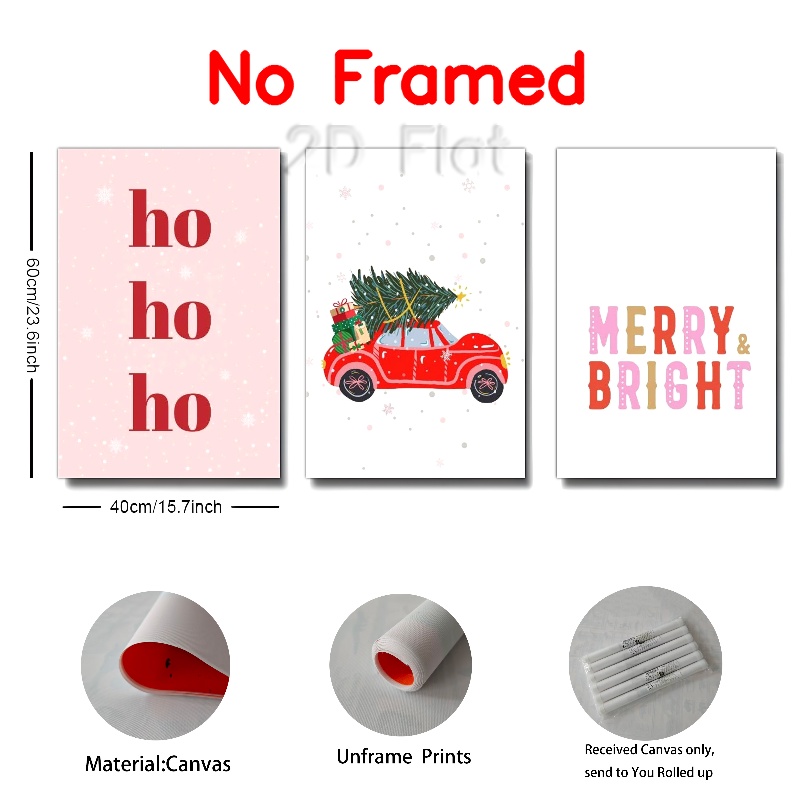 No Framed
2D Flat
ho
ho
ho
MERRY &
BRIGHT
60cm/23.6inch
40cm/15.7inch
Material:Canvas
Unframe Prints
Received Canvas only,
send to You Rolled up